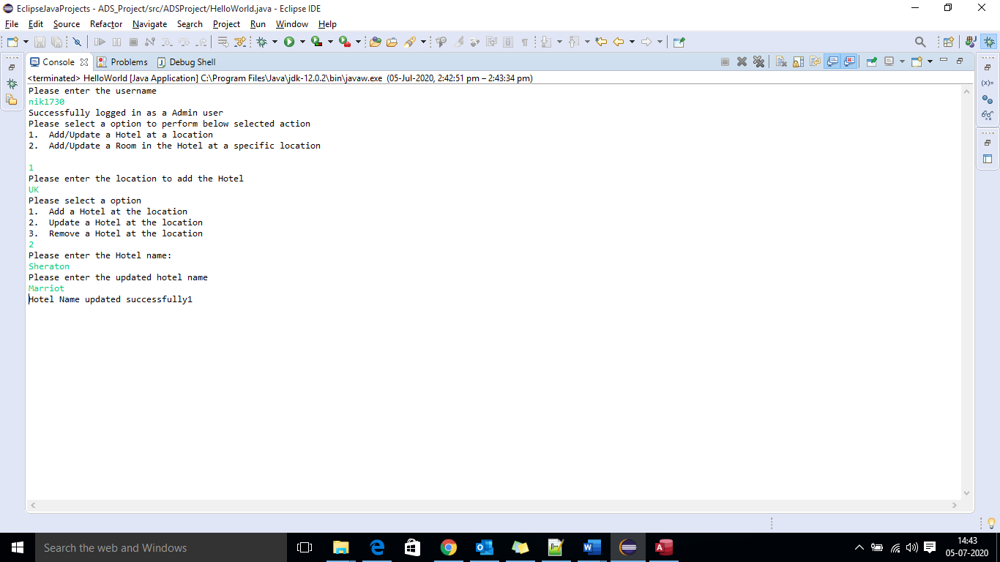 EclipseJavaProjects - ADS_Project/src/ADSProject/HelloWorld.java - Eclipse IDE
File Edit Source Refactor Navigate Search Project Run Window Help
Console Problems Debug Shell
<terminated> HelloWorld [Java Application] C:\Program Files\Java\jdk-12.0.2\bin\javaw.exe (05-Jul-2020, 2:42:51 pm – 2:43:34 pm)
Please enter the username
nik1730
Successfully logged in as a Admin user
Please select a option to perform below selected action
1. Add/Update a Hotel at a location
2. Add/Update a Room in the Hotel at a specific location
1
Please enter the location to add the Hotel
UK
Please select a option
1. Add a Hotel at the location
2. Update a Hotel at the location
3. Remove a Hotel at the location
2
Please enter the Hotel name:
Sheraton
Please enter the updated hotel name
Marriot
Hotel Name updated successfully1
(x)=
Search the web and Windows
14:43
05-07-2020